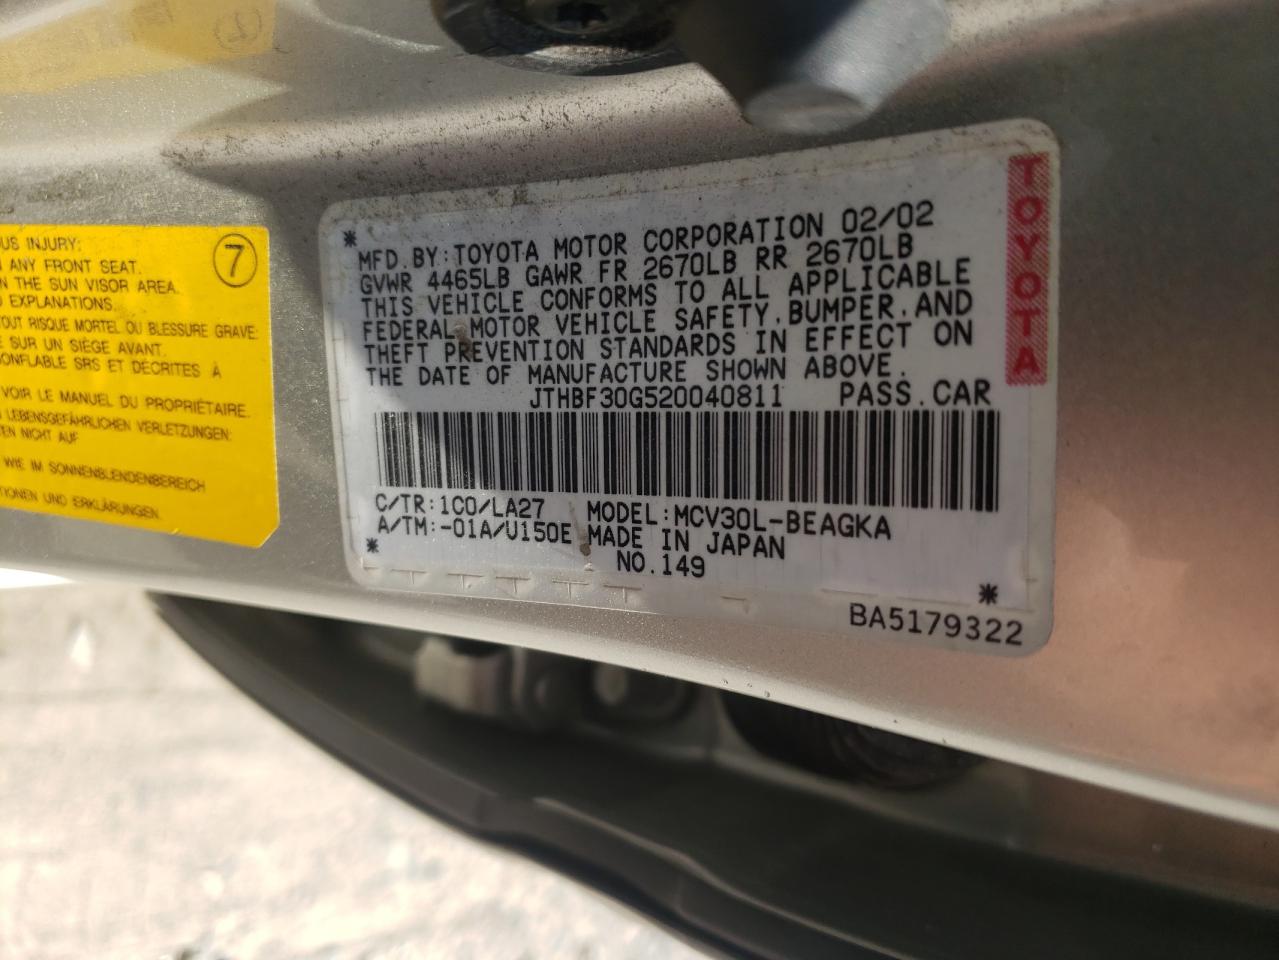 US INJURY:
ANY FRONT SEAT.
THE SUN VISOR AREA.
EXPLANATIONS.
TOUT RISQUE MORTEL OU BLESSURE GRAVE:
SUR UN SIÈGE AVANT.
ONFLABLE SRS ET DÉCRITES À
VOIR LE MANUEL DU PROPRIÉTAIRE.
LEBENSGEFÄHRLICHEN VERLETZUNGEN:
EN NICHT AUF
WIE IM SONNENBLENDENBEREICH
TIONEN UND ERKLÄRUNGEN
7
*
MFD.BY:TOYOTA MOTOR CORPORATION 02/02
GVWR 4465LB GAWR FR 2670LB RR 2670LB
THIS VEHICLE CONFORMS TO ALL APPLICABLE
FEDERAL MOTOR VEHICLE SAFETY,BUMPER,AND
THEFT PREVENTION STANDARDS IN EFFECT ON
THE DATE OF MANUFACTURE SHOWN ABOVE.
JTHBF30G520040811 PASS.CAR
C/TR:1C0/LA27 MODEL:MCV30L-BEAGKA
A/TM:-01A/U150E MADE IN JAPAN
* NO.149
*
BA5179322
TOYOTA